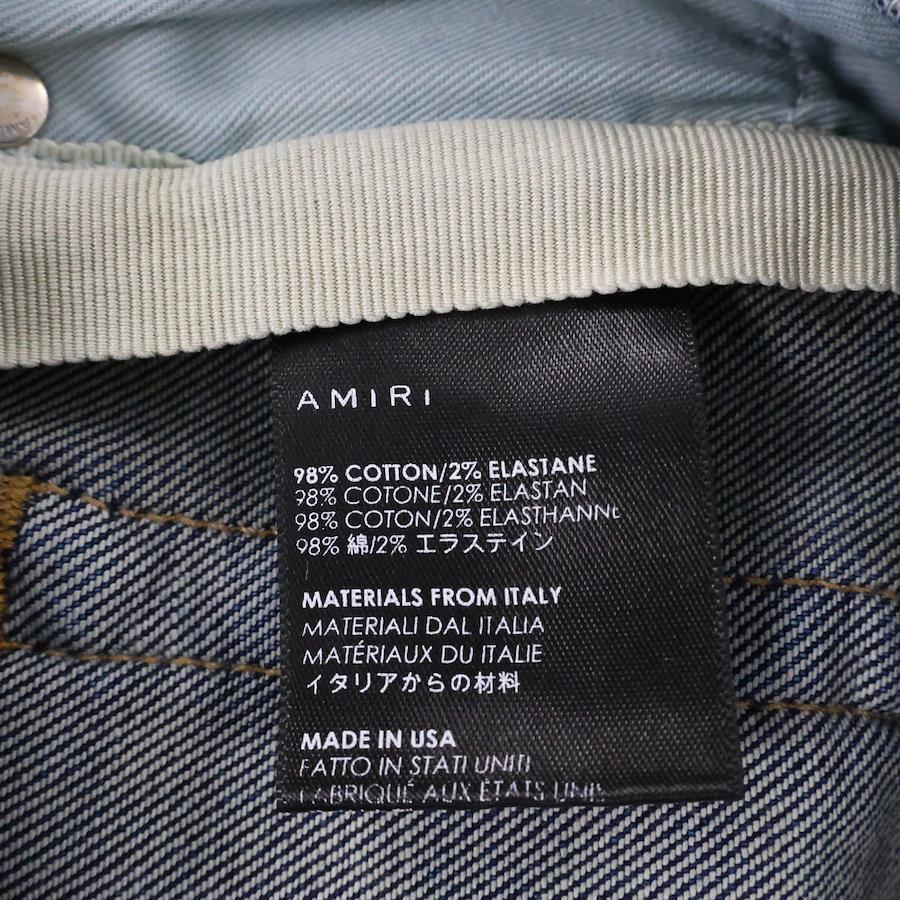 AMIRI
98% COTTON/2% ELASTANE
98% COTONE/2% ELASTAN
98% COTON/2% ELASTHANNE
98% 綿/2% エラステイン
MATERIALS FROM ITALY
MATERIALI DAL ITALIA
MATÉRIAUX DU ITALIE
イタリアからの材料
MADE IN USA
FATTO IN STATI UNITI
FABRIQUÉ AUX ÉTATS UNIS